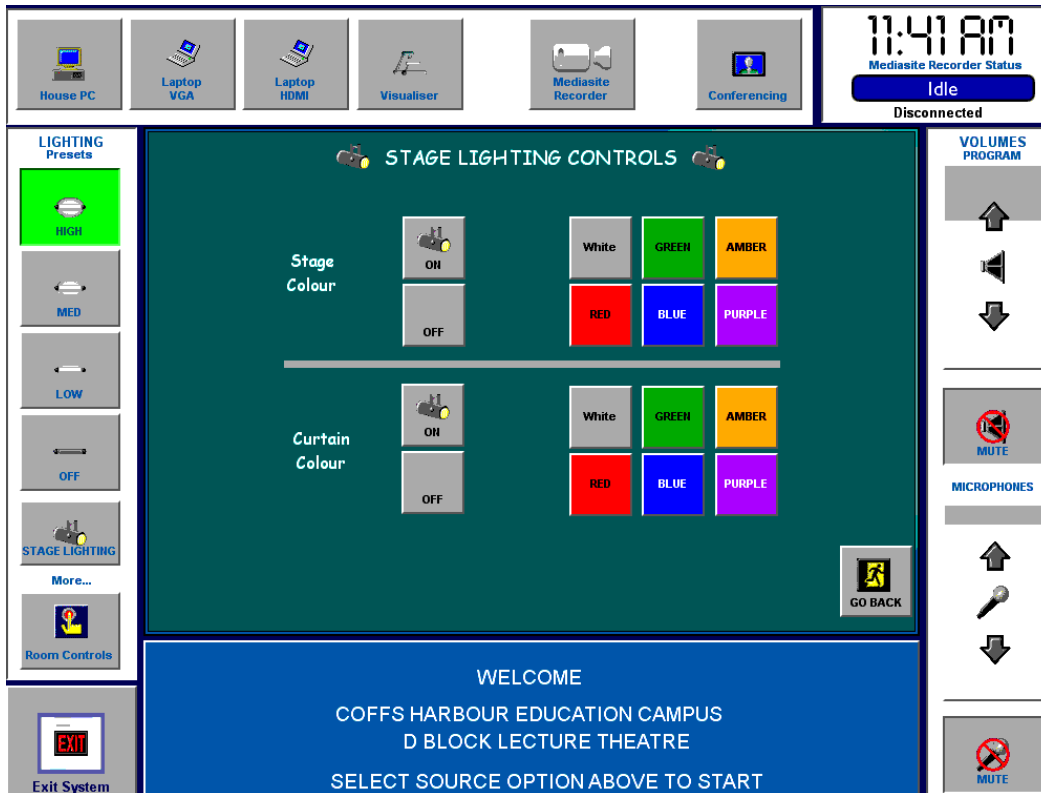 House PC
Laptop
VGA
Laptop
HDMI
Visualiser
Mediasite
Recorder
Conferencing
11:41 AM
Mediasite Recorder Status
Idle
Disconnected
LIGHTING
Presets
HIGH
MED
LOW
OFF
STAGE LIGHTING
More...
Room Controls
EXIT
Exit System
STAGE LIGHTING CONTROLS
Stage
Colour
ON
OFF
White
GREEN
AMBER
RED
BLUE
PURPLE
Curtain
Colour
ON
OFF
White
GREEN
AMBER
RED
BLUE
PURPLE
GO BACK
WELCOME
COFFS HARBOUR EDUCATION CAMPUS
D BLOCK LECTURE THEATRE
SELECT SOURCE OPTION ABOVE TO START
VOLUMES
PROGRAM
MUTE
MICROPHONES
MUTE